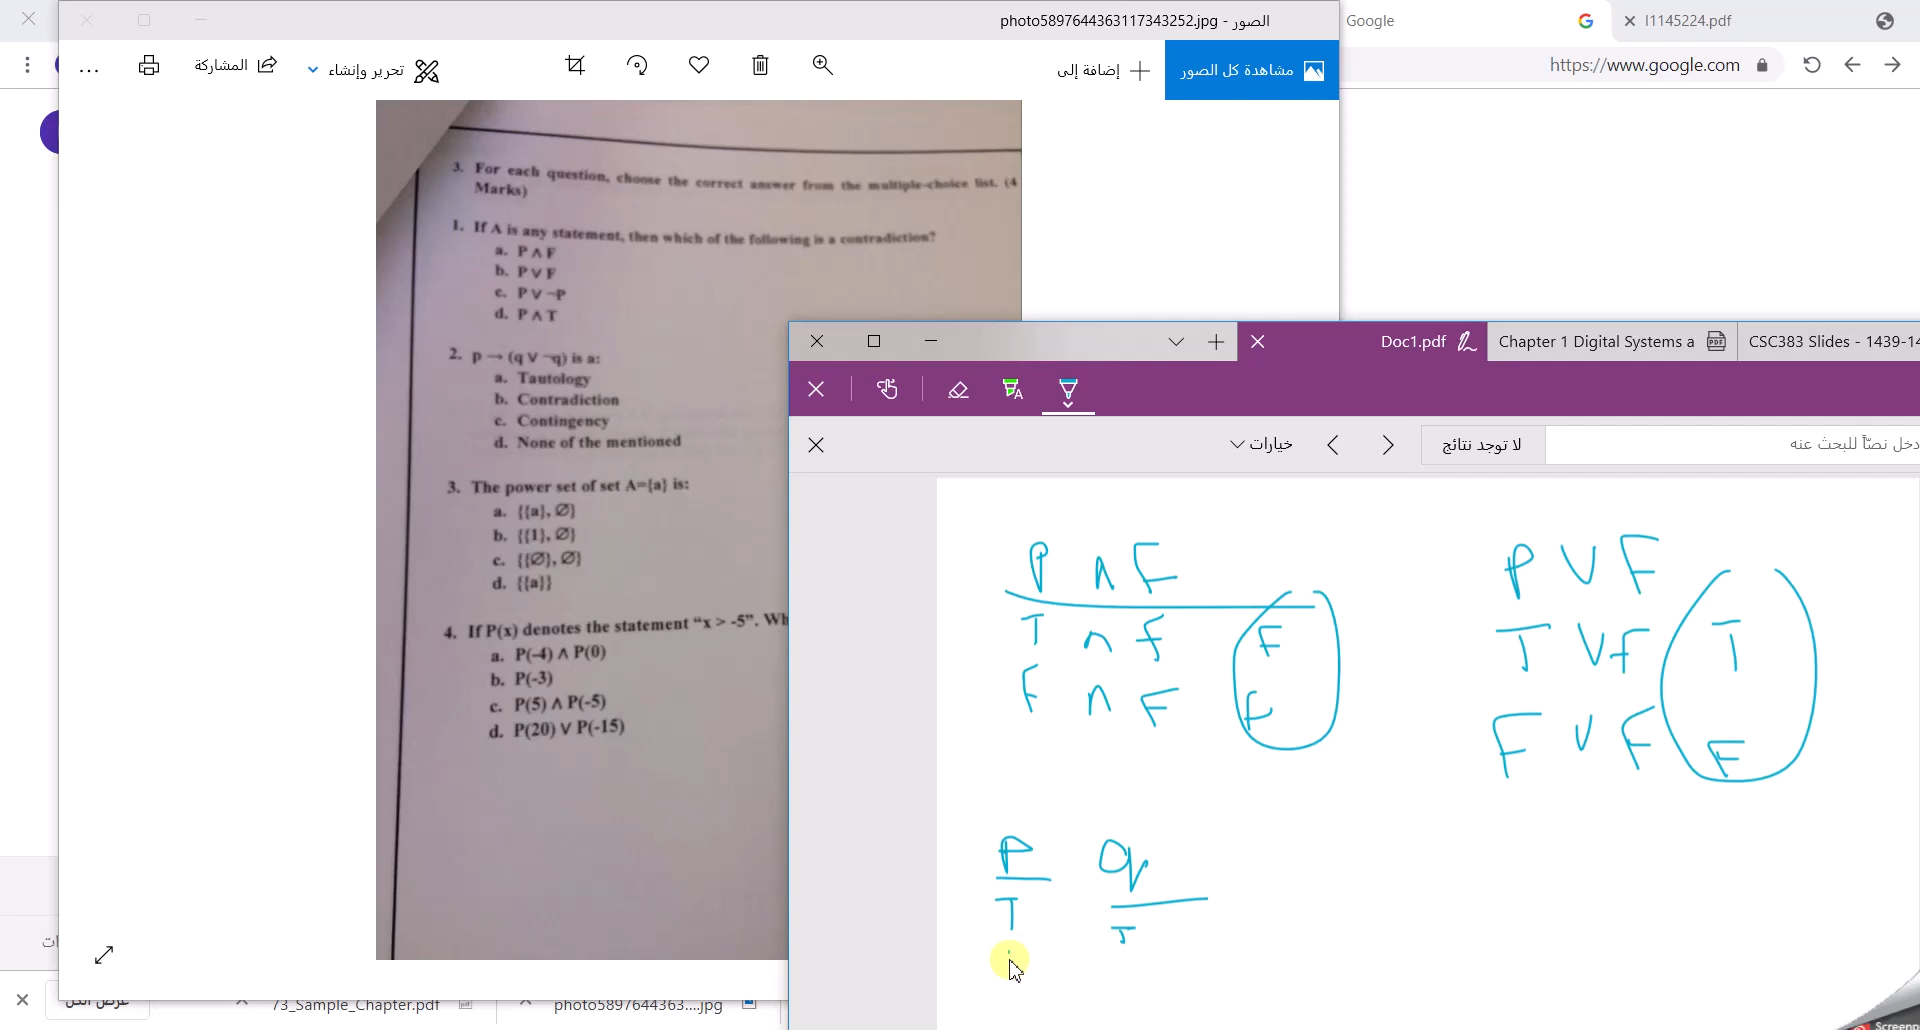 الصور - photo5897644363117343252.jpg
Google
l1145224.pdf
https://www.google.com
مشاهدة كل الصور
إضافة إلى
تحرير وإنشاء
المشاركة
3. For each question, choose the correct answer from the multiple-choice list. (4
Marks)
1. If A is any statement, then which of the following is a contradiction?
a. P ∧ F
b. P ∨ F
c. P ∨ ¬P
d. P ∧ T
2. p → (q ∨ ¬q) is a:
a. Tautology
b. Contradiction
c. Contingency
d. None of the mentioned
3. The power set of set A={a} is:
a. {{a}, ∅}
b. {{1}, ∅}
c. {{∅}, ∅}
d. {{a}}
4. If P(x) denotes the statement “x > -5”. Wh
a. P(-4) ∧ P(0)
b. P(-3)
c. P(5) ∧ P(-5)
d. P(20) ∨ P(-15)
Doc1.pdf
Chapter 1 Digital Systems a
CSC383 Slides - 1439-14
خيارات
لا توجد نتائج
دخل نصّاً للبحث عنه
P ∧ F
T ∧ F F
F ∧ F F
P ∨ F
T ∨ F T
F ∨ F F
P q
T T
ات
عرض الكل
73_Sample_Chapter.pdf
photo5897644363....jpg